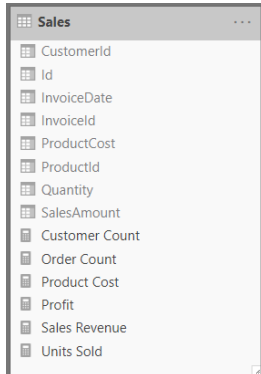 Sales
CustomerId
Id
InvoiceDate
InvoiceId
ProductCost
ProductId
Quantity
SalesAmount
Customer Count
Order Count
Product Cost
Profit
Sales Revenue
Units Sold